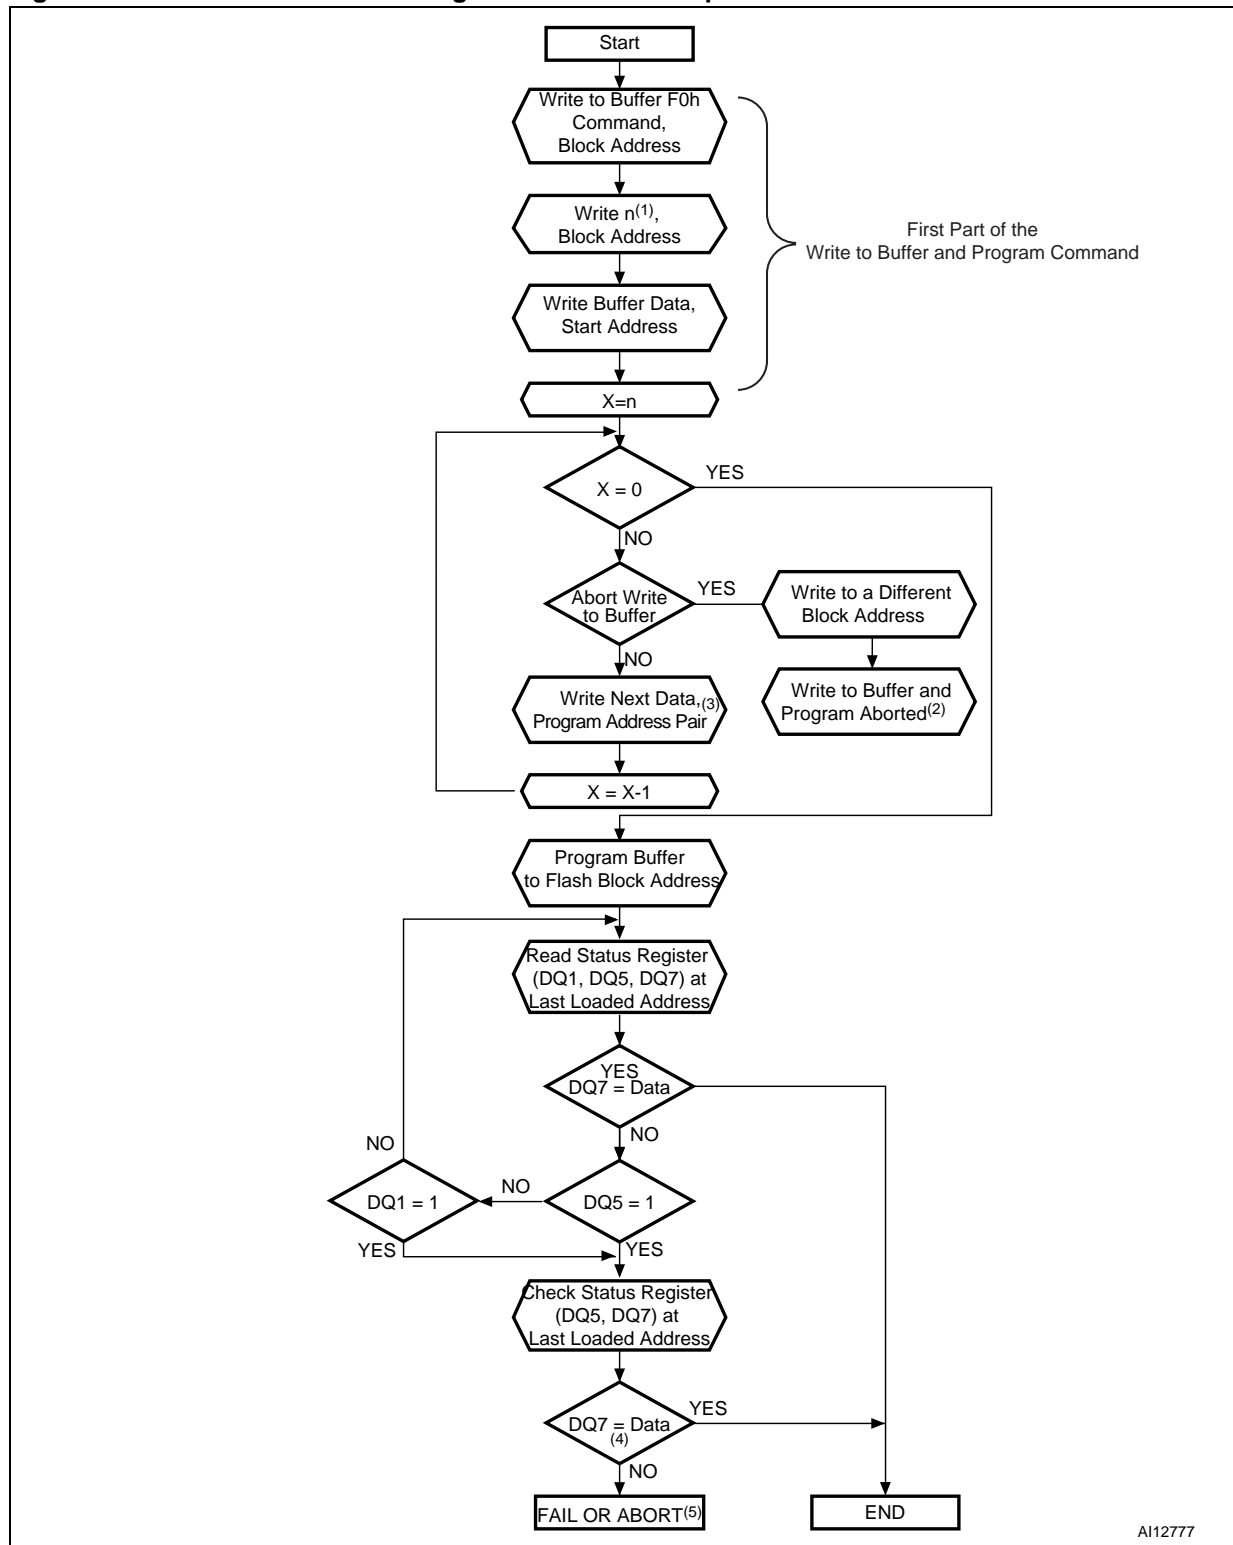 Start
Write to Buffer F0h
Command,
Block Address
Write n(1),
Block Address
First Part of the
Write to Buffer and Program Command
Write Buffer Data,
Start Address
X=n
X = 0
YES
NO
Abort Write
to Buffer
YES
Write to a Different
Block Address
NO
Write Next Data,(3)
Program Address Pair
Write to Buffer and
Program Aborted(2)
X = X-1
Program Buffer
to Flash Block Address
Read Status Register
(DQ1, DQ5, DQ7) at
Last Loaded Address
YES
DQ7 = Data
NO
NO
DQ1 = 1
NO
DQ5 = 1
YES
YES
Check Status Register
(DQ5, DQ7) at
Last Loaded Address
DQ7 = Data
(4)
YES
NO
FAIL OR ABORT(5)
END
AI12777